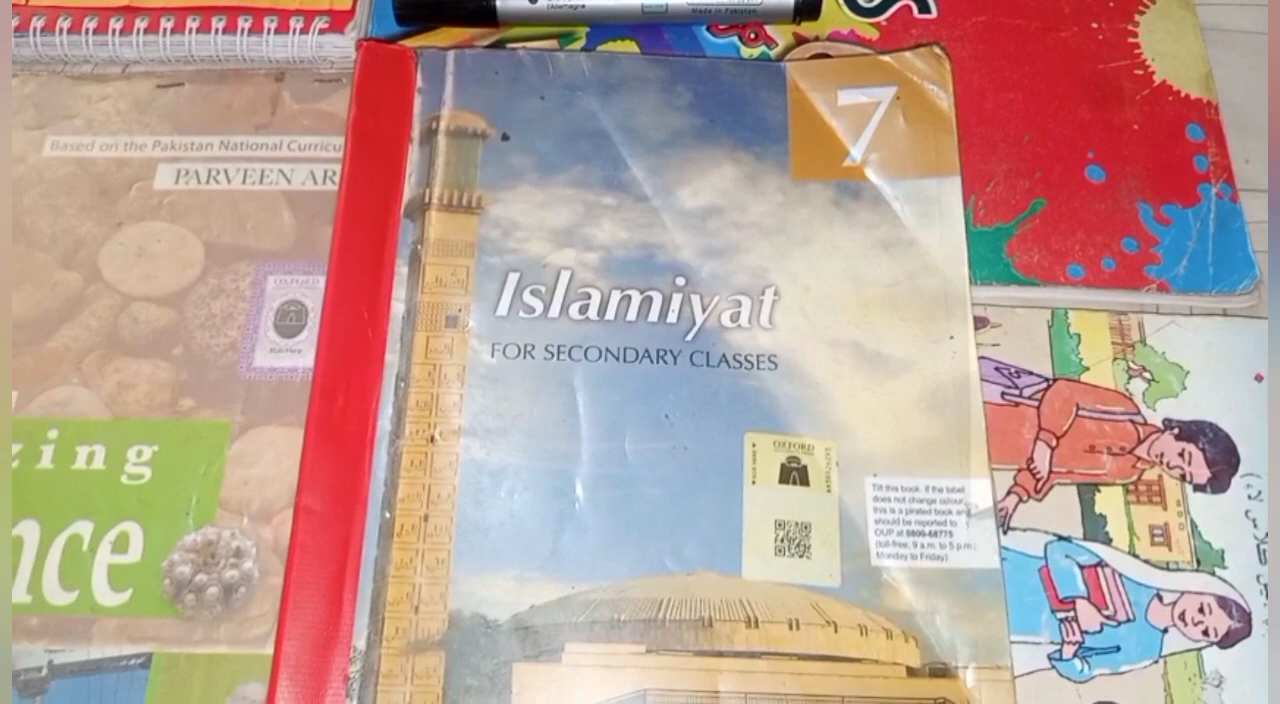 Made in Pakistan
Based on the Pakistan National Curricu
PARVEEN AR
OXFORD
zing
nce
7
Islamiyat
FOR SECONDARY CLASSES
OXFORD
Tilt this book. If the label
does not change colour,
this is a pirated book and
should be reported to
OUP at 0800-68775
(toll-free; 9 a.m. to 5 p.m.;
Monday to Friday)